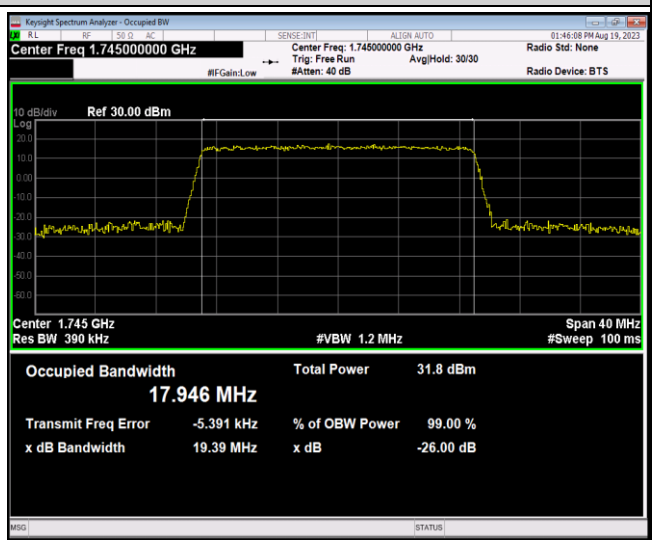 Keysight Spectrum Analyzer - Occupied BW
RL RF 50 Ω AC SENSE:INT ALIGN AUTO 01:46:08 PM Aug 19, 2023
Center Freq 1.745000000 GHz Center Freq: 1.745000000 GHz Radio Std: None
Trig: Free Run Avg|Hold: 30/30
#IFGain:Low #Atten: 40 dB Radio Device: BTS
10 dB/div Ref 30.00 dBm
Log
20.0
10.0
0.00
-10.0
-20.0
-30.0
-40.0
-50.0
-60.0
Center 1.745 GHz Span 40 MHz
Res BW 390 kHz #VBW 1.2 MHz #Sweep 100 ms
Occupied Bandwidth Total Power 31.8 dBm
17.946 MHz
Transmit Freq Error -5.391 kHz % of OBW Power 99.00 %
x dB Bandwidth 19.39 MHz x dB -26.00 dB
MSG STATUS